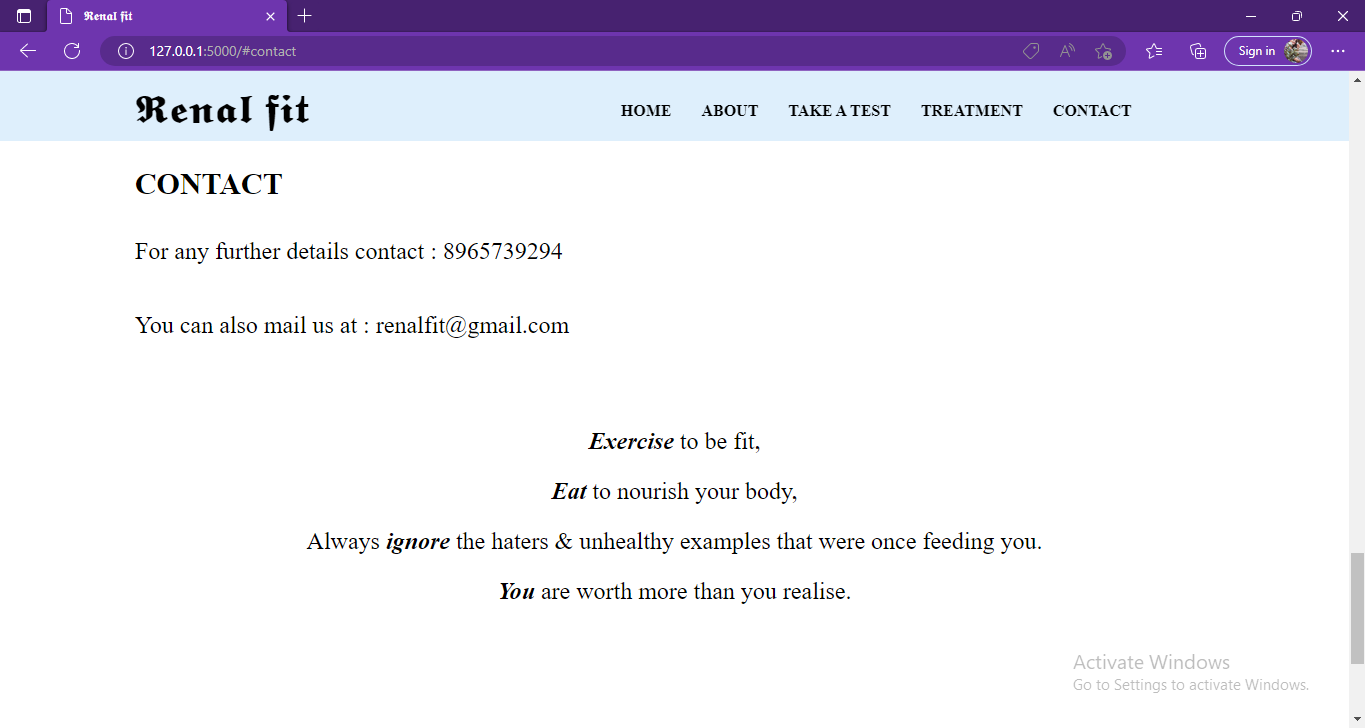 Renal fit
127.0.0.1:5000/#contact
Sign in
Renal fit
HOME ABOUT TAKE A TEST TREATMENT CONTACT
CONTACT
For any further details contact : 8965739294
You can also mail us at : renalfit@gmail.com
Exercise to be fit,
Eat to nourish your body,
Always ignore the haters & unhealthy examples that were once feeding you.
You are worth more than you realise.
Activate Windows
Go to Settings to activate Windows.